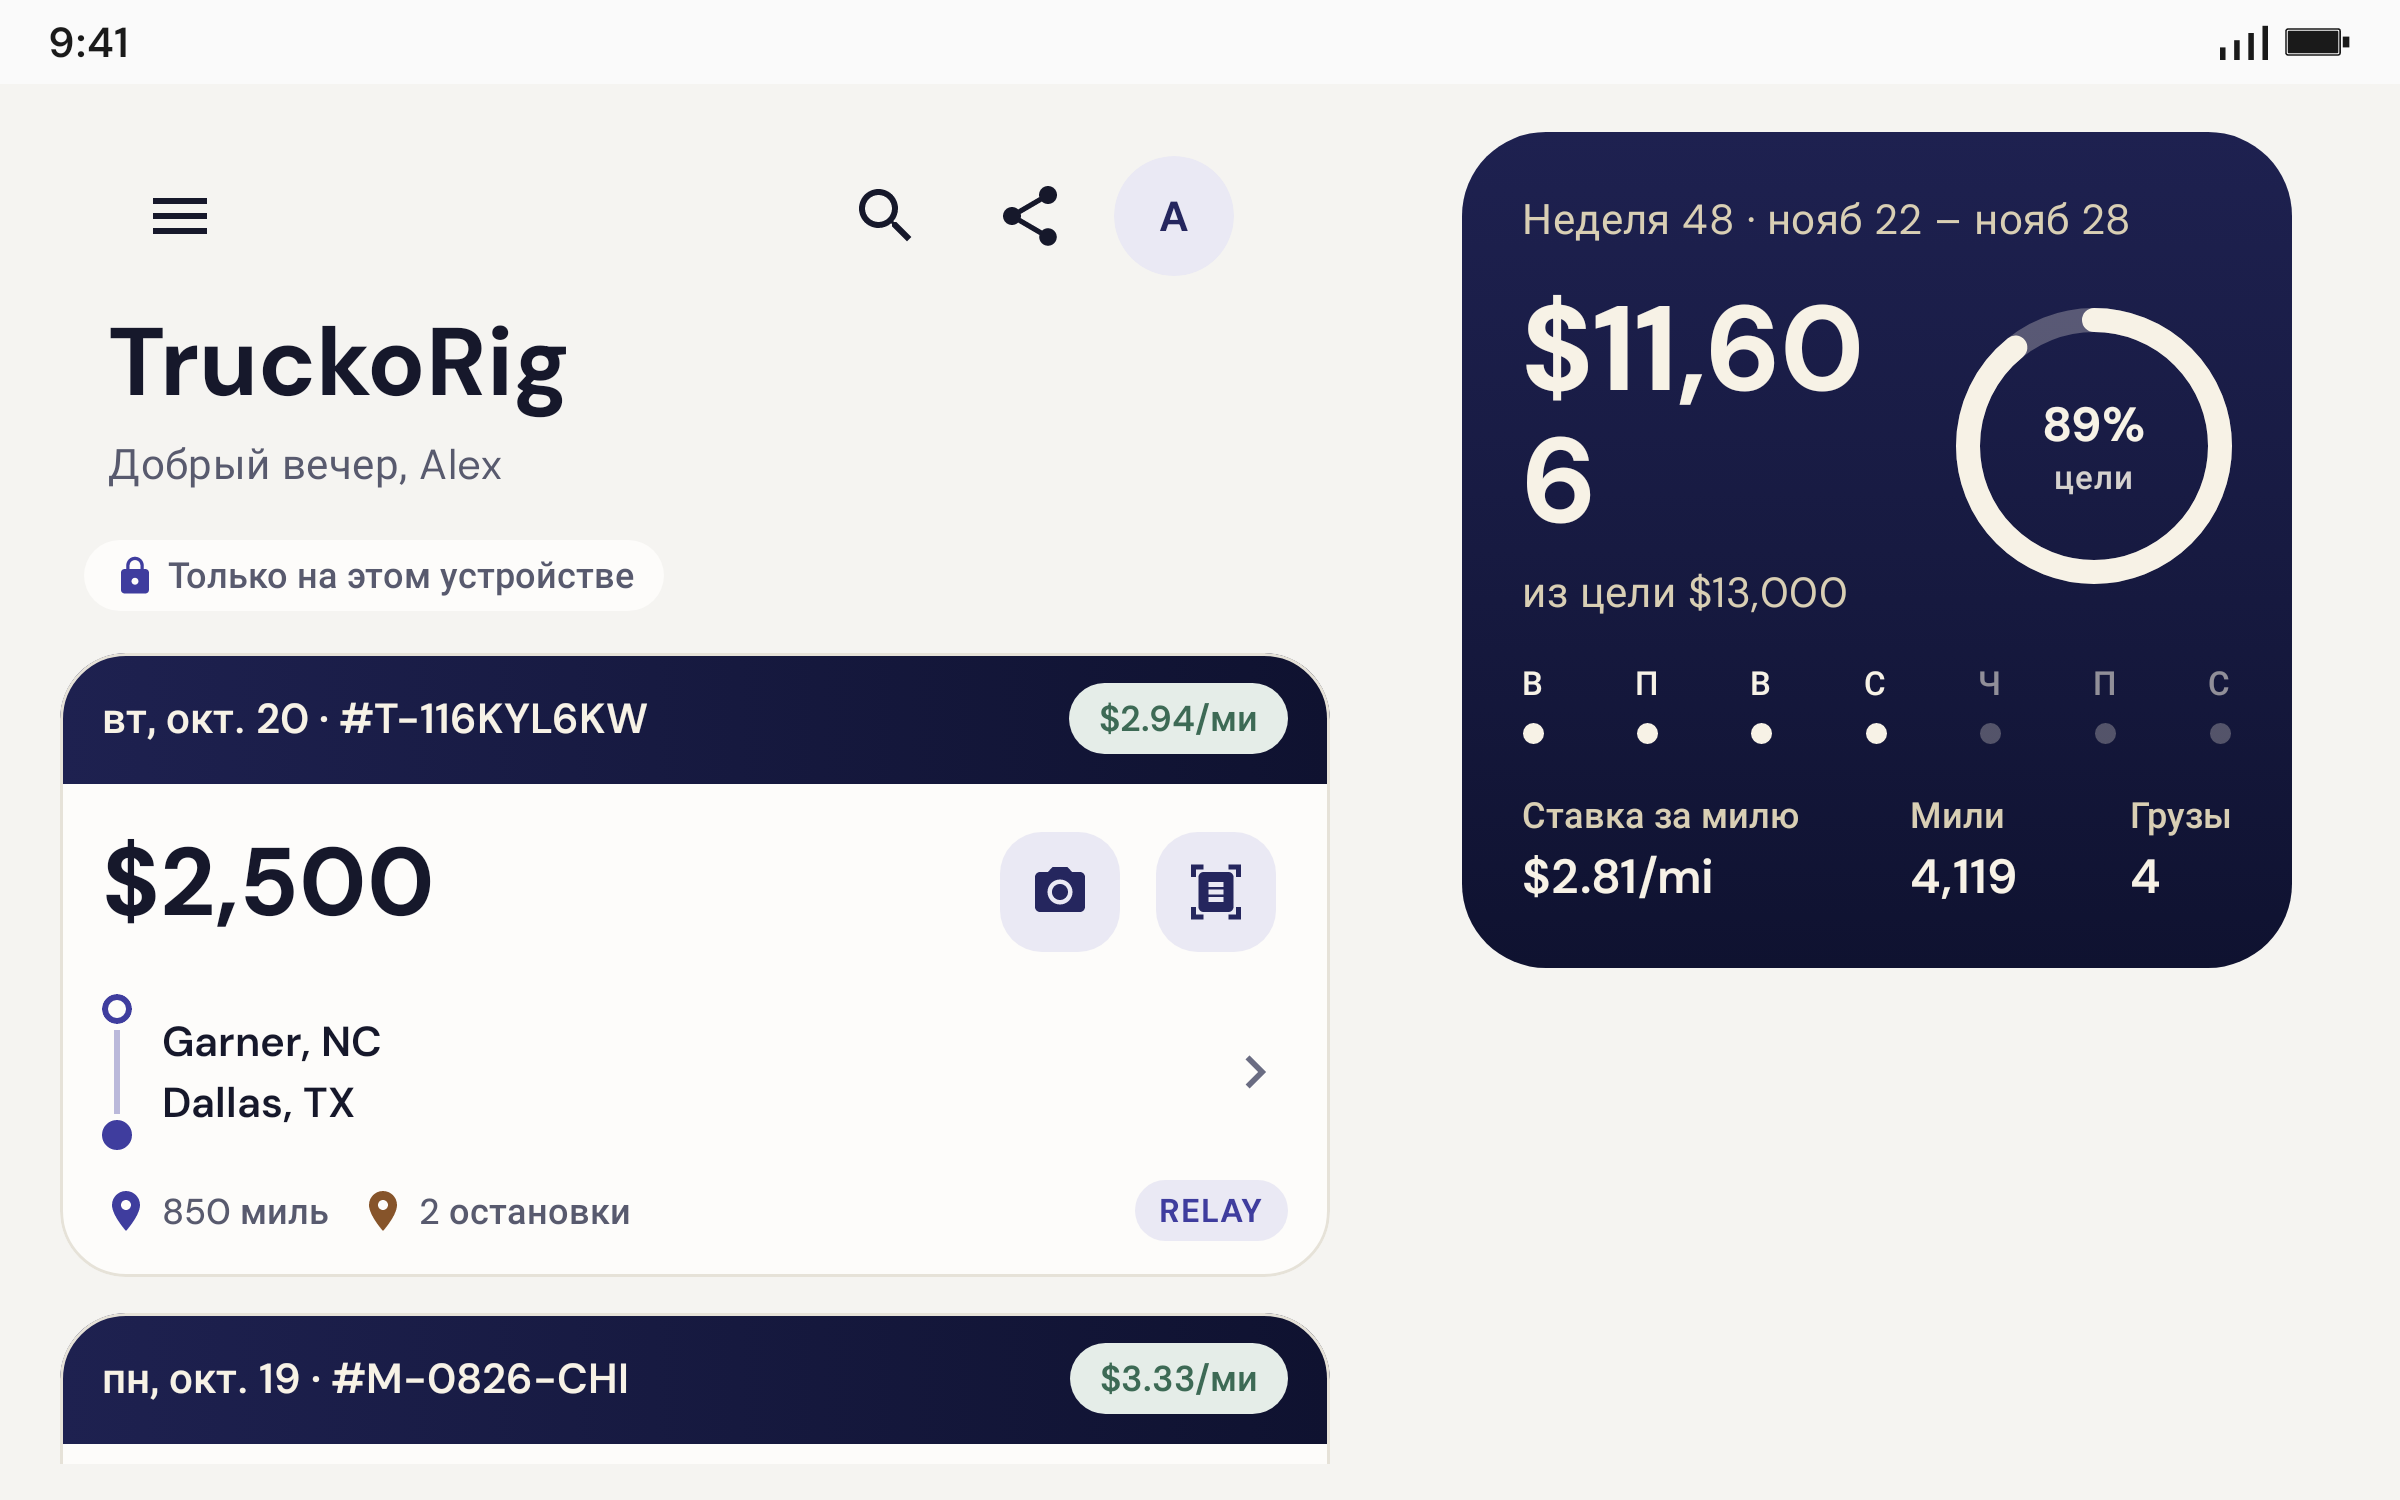 9:41
A
TruckoRig
Добрый вечер, Alex
Только на этом устройстве
вт, окт. 20 · #T-116KYL6KW
$2.94/ми
$2,500
Garner, NC
Dallas, TX
850 миль
2 остановки
RELAY
пн, окт. 19 · #M-0826-CHI
$3.33/ми
Неделя 48 · нояб 22 – нояб 28
$11,60
6
из цели $13,000
89%
цели
В П В С Ч П С
Ставка за милю Мили Грузы
$2.81/mi 4,119 4